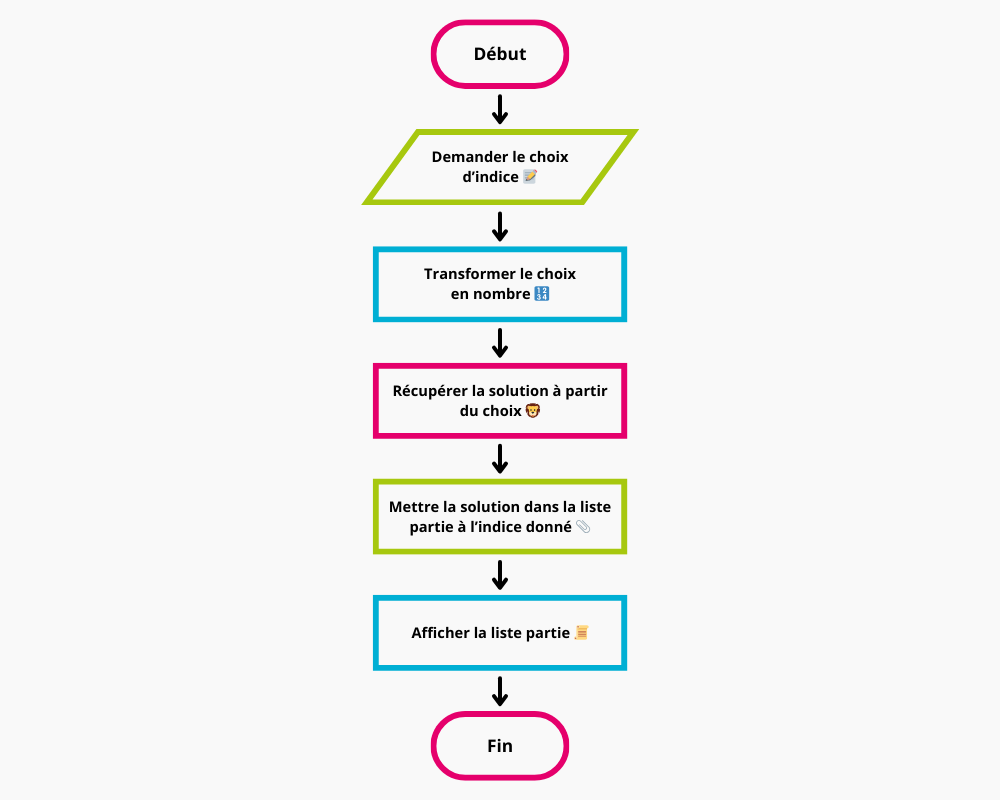 Début
Demander le choix
d’indice 📝
Transformer le choix
en nombre 🔢
Récupérer la solution à partir
du choix 🦁
Mettre la solution dans la liste
partie à l’indice donné 📎
Afficher la liste partie 📜
Fin